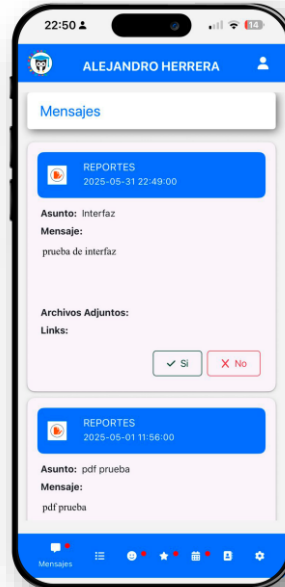 22:50
14
ALEJANDRO HERRERA
Mensajes
REPORTES
2025-05-31 22:49:00
Asunto: Interfaz
Mensaje:
prueba de interfaz
Archivos Adjuntos:
Links:
Si
No
REPORTES
2025-05-01 11:56:00
Asunto: pdf prueba
Mensaje:
pdf prueba
Mensajes